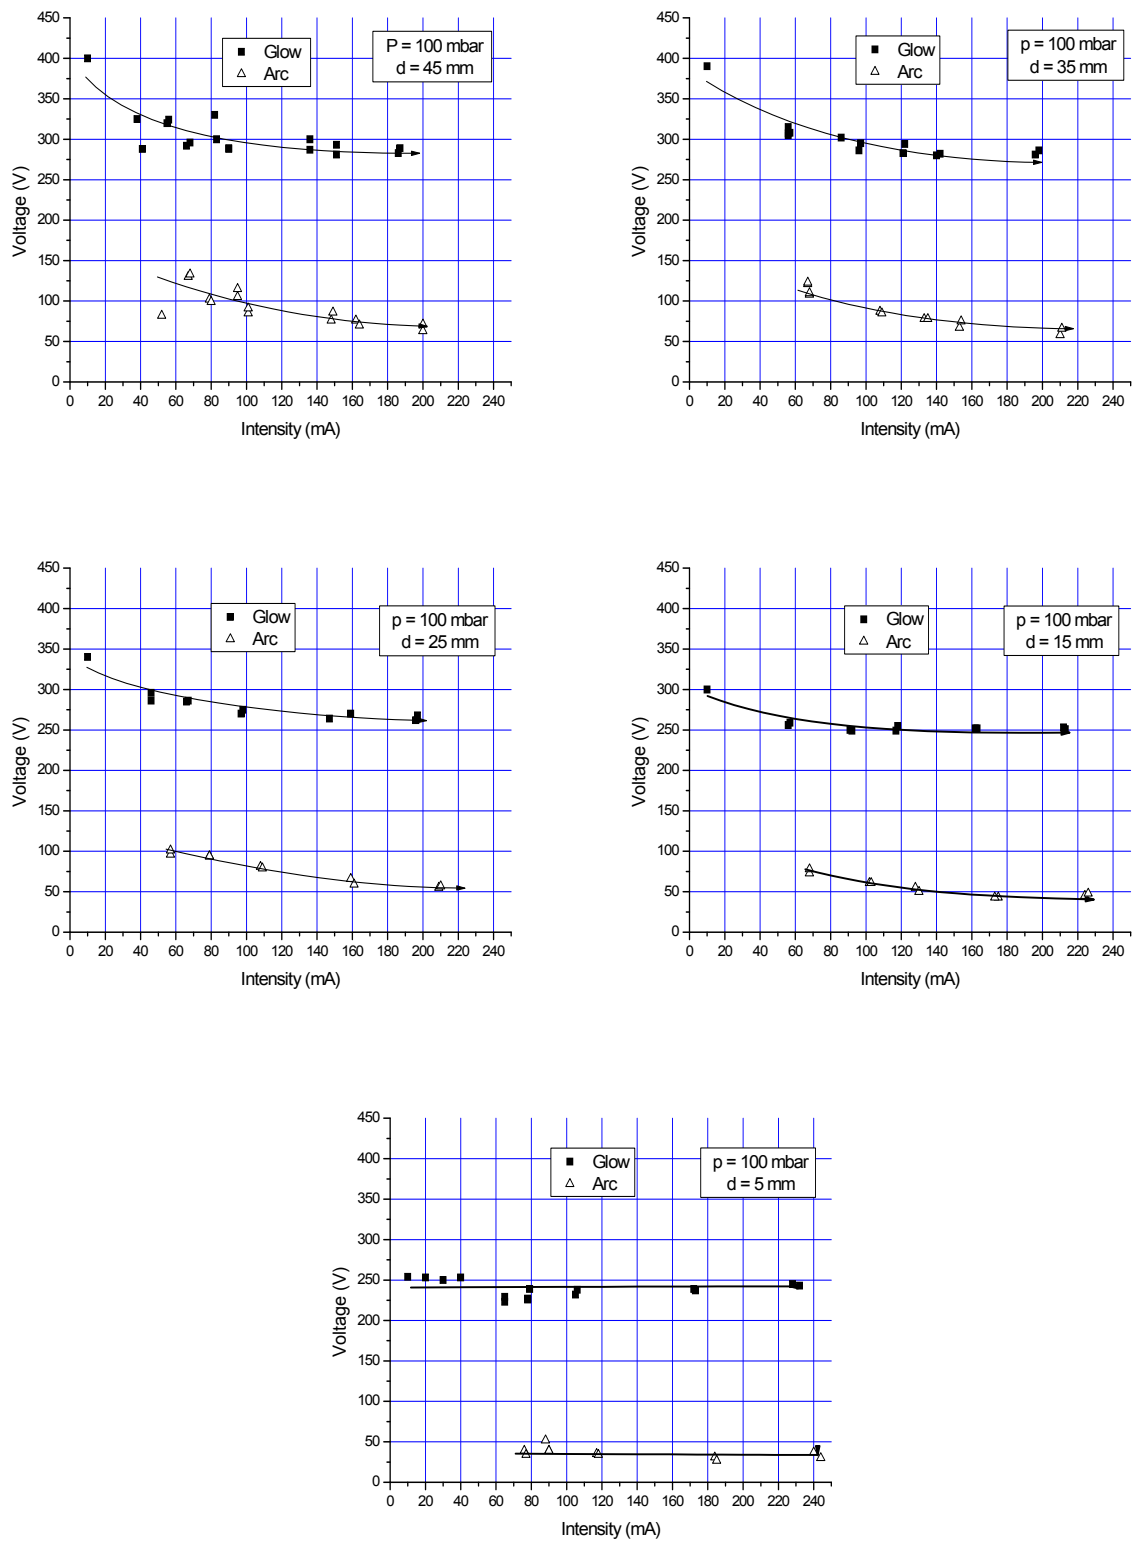 450
400
350
300
250
200
150
100
50
0
Voltage (V)
Glow
Arc
P = 100 mbar
d = 45 mm
0 20 40 60 80 100 120 140 160 180 200 220 240
Intensity (mA)
450
400
350
300
250
200
150
100
50
0
Voltage (V)
Glow
Arc
p = 100 mbar
d = 35 mm
0 20 40 60 80 100 120 140 160 180 200 220 240
Intensity (mA)
450
400
350
300
250
200
150
100
50
0
Voltage (V)
Glow
Arc
p = 100 mbar
d = 25 mm
0 20 40 60 80 100 120 140 160 180 200 220 240
Intensity (mA)
450
400
350
300
250
200
150
100
50
0
Voltage (V)
Glow
Arc
p = 100 mbar
d = 15 mm
0 20 40 60 80 100 120 140 160 180 200 220 240
Intensity (mA)
450
400
350
300
250
200
150
100
50
0
Voltage (V)
Glow
Arc
p = 100 mbar
d = 5 mm
0 20 40 60 80 100 120 140 160 180 200 220 240
Intensity (mA)